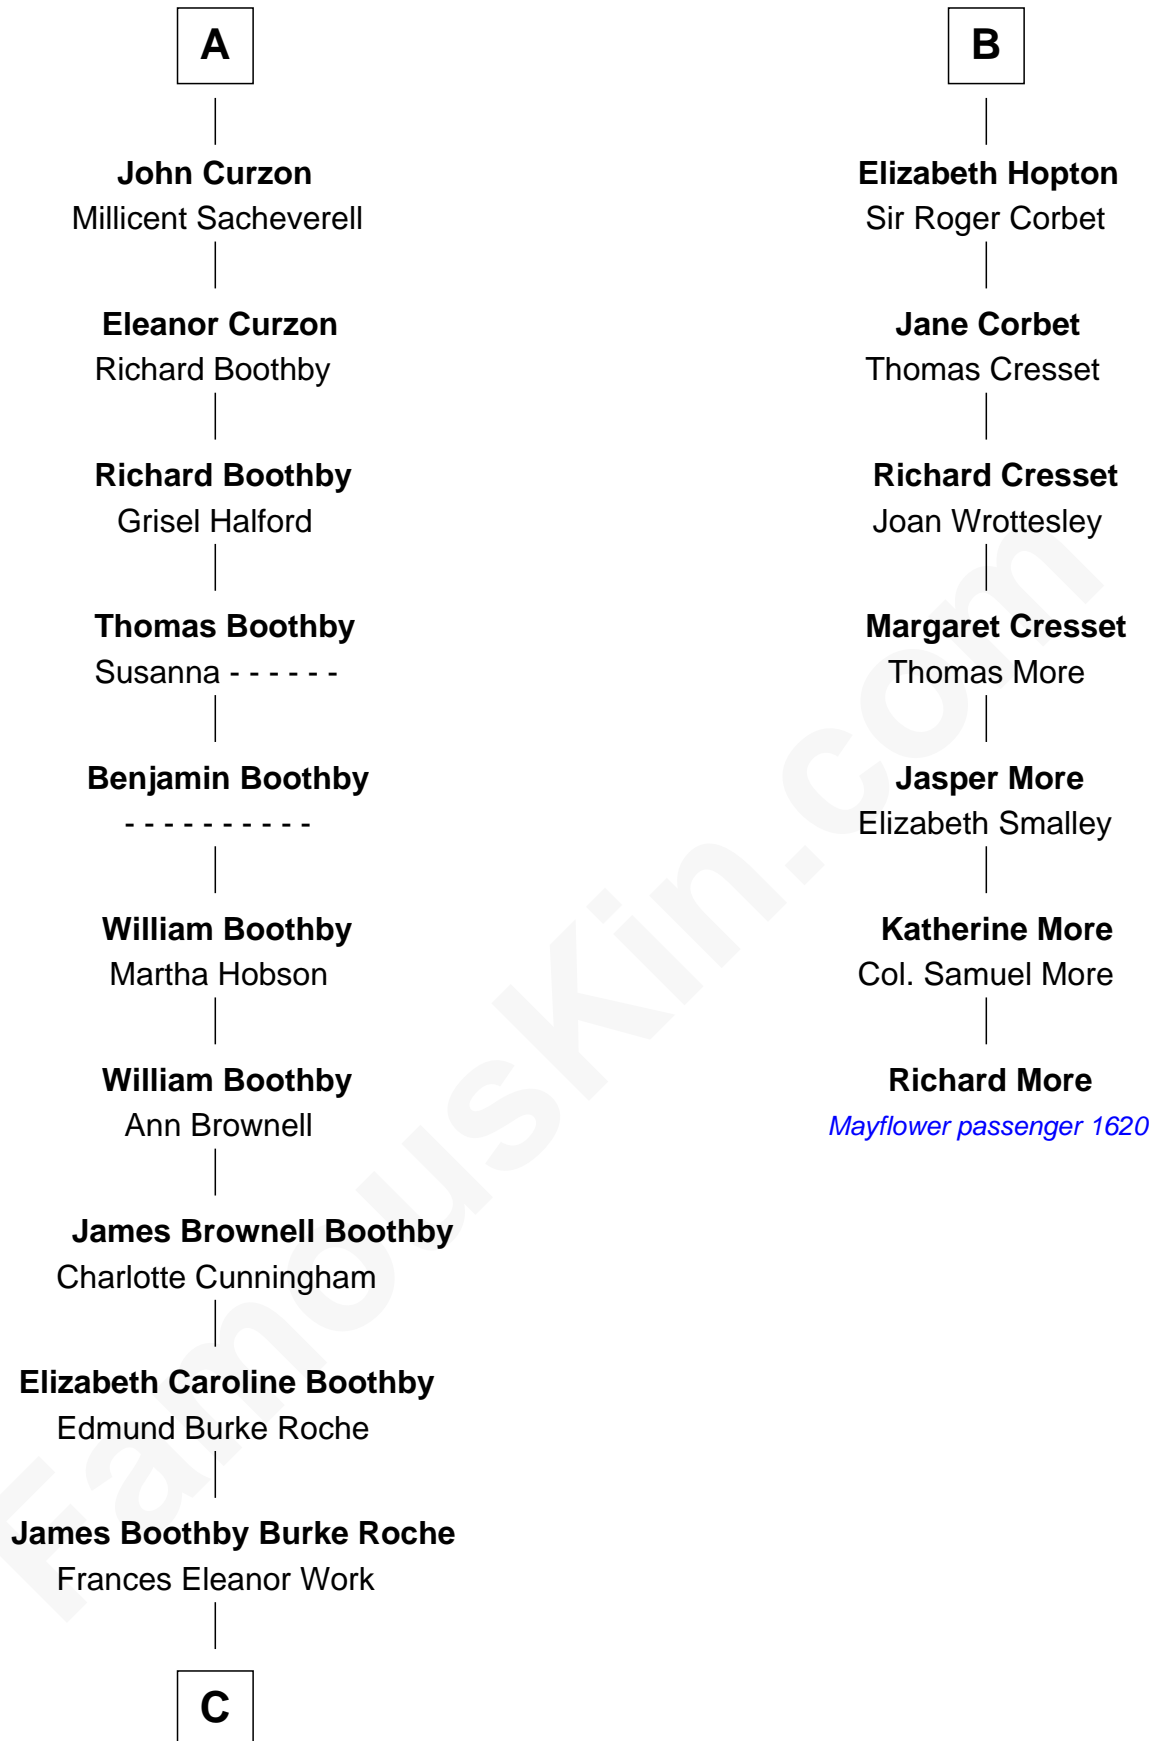 A
John Curzon
Millicent Sacheverell
Eleanor Curzon
Richard Boothby
Richard Boothby
Grisel Halford
Thomas Boothby
Susanna - - - - - -
Benjamin Boothby
- - - - - - - - - -
William Boothby
Martha Hobson
William Boothby
Ann Brownell
James Brownell Boothby
Charlotte Cunningham
Elizabeth Caroline Boothby
Edmund Burke Roche
James Boothby Burke Roche
Frances Eleanor Work
C
B
Elizabeth Hopton
Sir Roger Corbet
Jane Corbet
Thomas Cresset
Richard Cresset
Joan Wrottesley
Margaret Cresset
Thomas More
Jasper More
Elizabeth Smalley
Katherine More
Col. Samuel More
Richard More
Mayflower passenger 1620
FamousKin.com